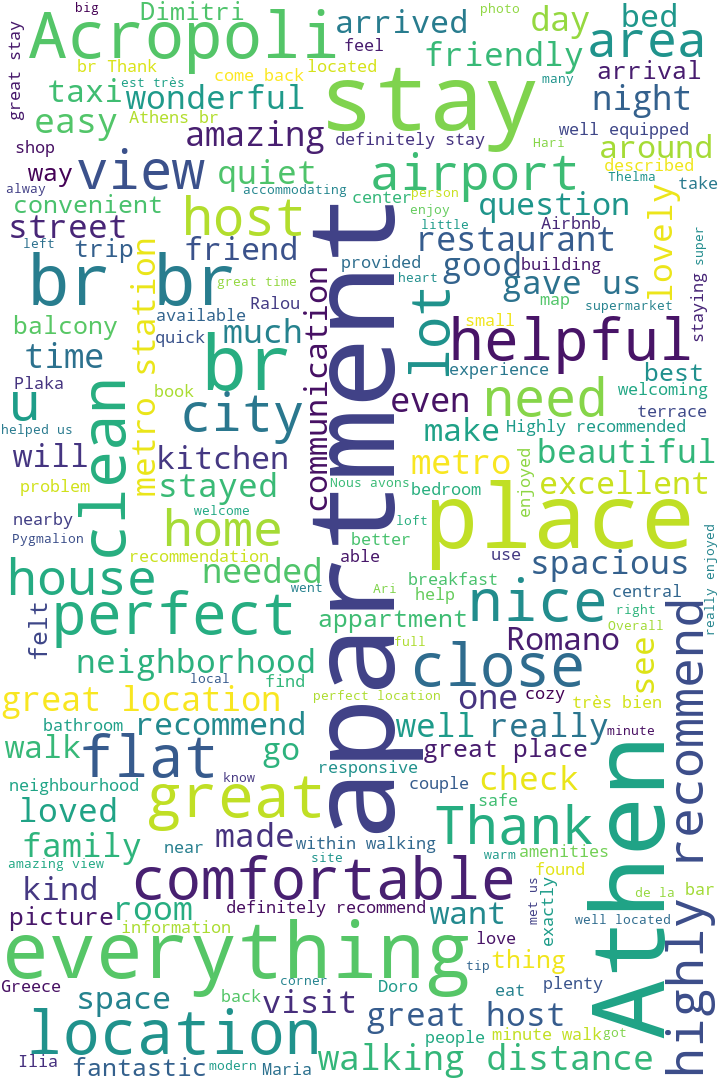 big
Dimitri
photo
Acropoli
arrived
day
bed
great stay
feel
friendly
area
br Thank
come back
located
arrival
taxi
est très
wonderful
stay
many
night
easy
Athens br
amazing
definitely stay
well equipped
shop
Hari
around
way
view
quiet
airport
described
alway
accommodating
center
person
Thelma
take
convenient
host
enjoy
question
lovely
street
little
Airbnb
left
trip
friend
restaurant
super
br br
metro station
great time
provided
heart
good
building
gave us
staying
available
Ralou
communication
apartment
lot
map
supermarket
balcony
quick
much
small
helpful
time
br
experience
best
Plaka
book
u
clean
city
even
need
welcoming
terrace
helped us
make
Highly recommended
will
kitchen
metro
beautiful
problem
stayed
Nous avons
bedroom
enjoyed
excellent
nearby
welcome
home
loft
place
Pygmalion
recommendation
better
able
use
spacious
really enjoyed
house
needed
went
Ari
breakfast
help
nice
central
felt
perfect
appartment
right
Overall
highly recommend
full
Romano
see
neighborhood
close
local
find
great location
perfect location
one
cozy
très bien
bathroom
recommend
well really
minute
walk
flat
go
great place
Athen
responsive
neighbourhood
know
couple
check
great
safe
loved
Thank
made
family
near
within walking
amenities
amazing view
site
warm
found
kind
comfortable
de la
bar
room
definitely recommend
want
met us
exactly
well located
picture
information
everything
love
thing
tip
Greece
space
corner
back
visit
Doro
eat
plenty
location
great host
people
minute walk
got
Ilia
fantastic
modern
Maria
walking distance